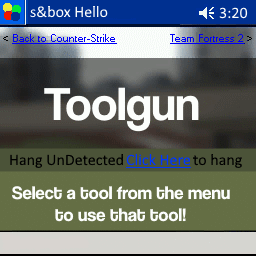 s&box Hello 3:20
< Back to Counter-Strike Team Fortress 2 >
Toolgun
Hang UnDetected Click Here to hang
Select a tool from the menu
to use that tool!